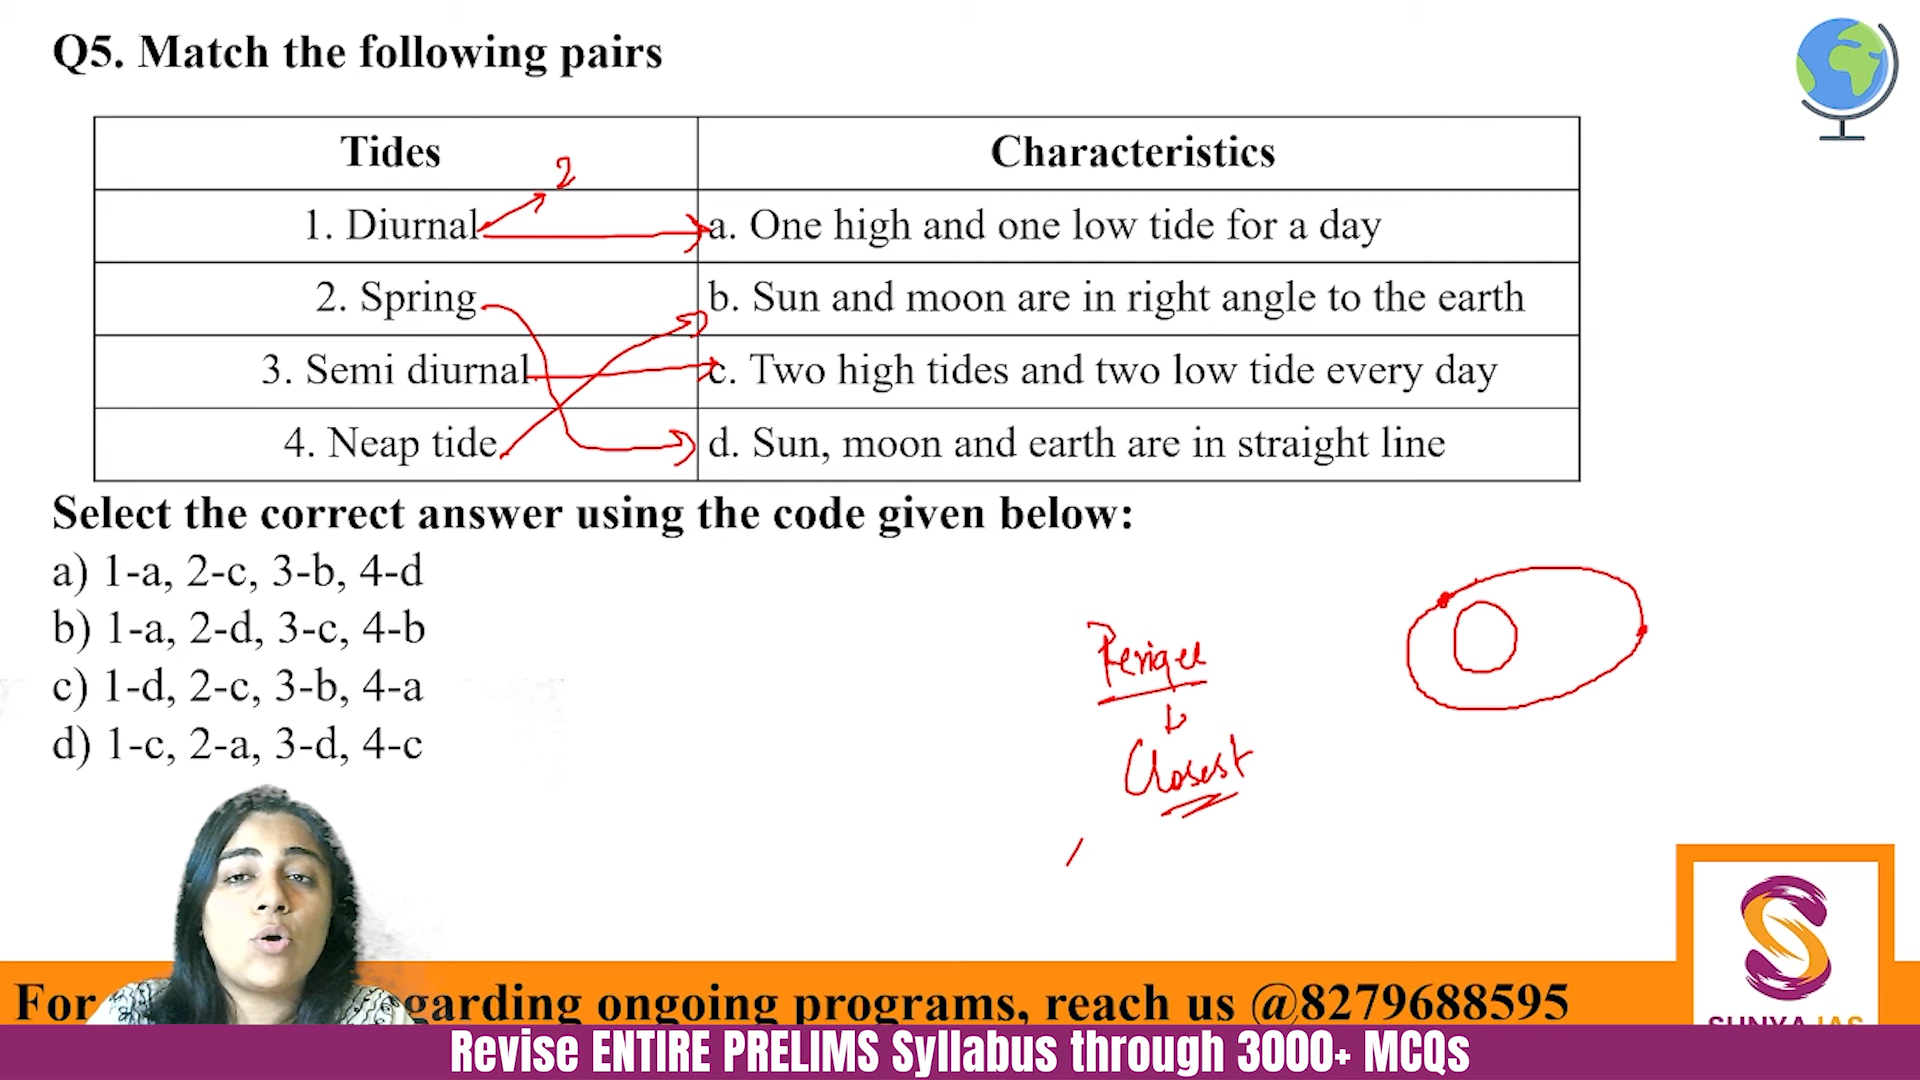 Q5. Match the following pairs
Tides
Characteristics
2
1. Diurnal
a. One high and one low tide for a day
2. Spring
b. Sun and moon are in right angle to the earth
3. Semi diurnal
c. Two high tides and two low tide every day
4. Neap tide
d. Sun, moon and earth are in straight line
Select the correct answer using the code given below:
a) 1-a, 2-c, 3-b, 4-d
b) 1-a, 2-d, 3-c, 4-b
c) 1-d, 2-c, 3-b, 4-a
d) 1-c, 2-a, 3-d, 4-c
Perigee
Closest
For garding ongoing programs, reach us @8279688595
SUNYA IAS
Revise ENTIRE PRELIMS Syllabus through 3000+ MCQs